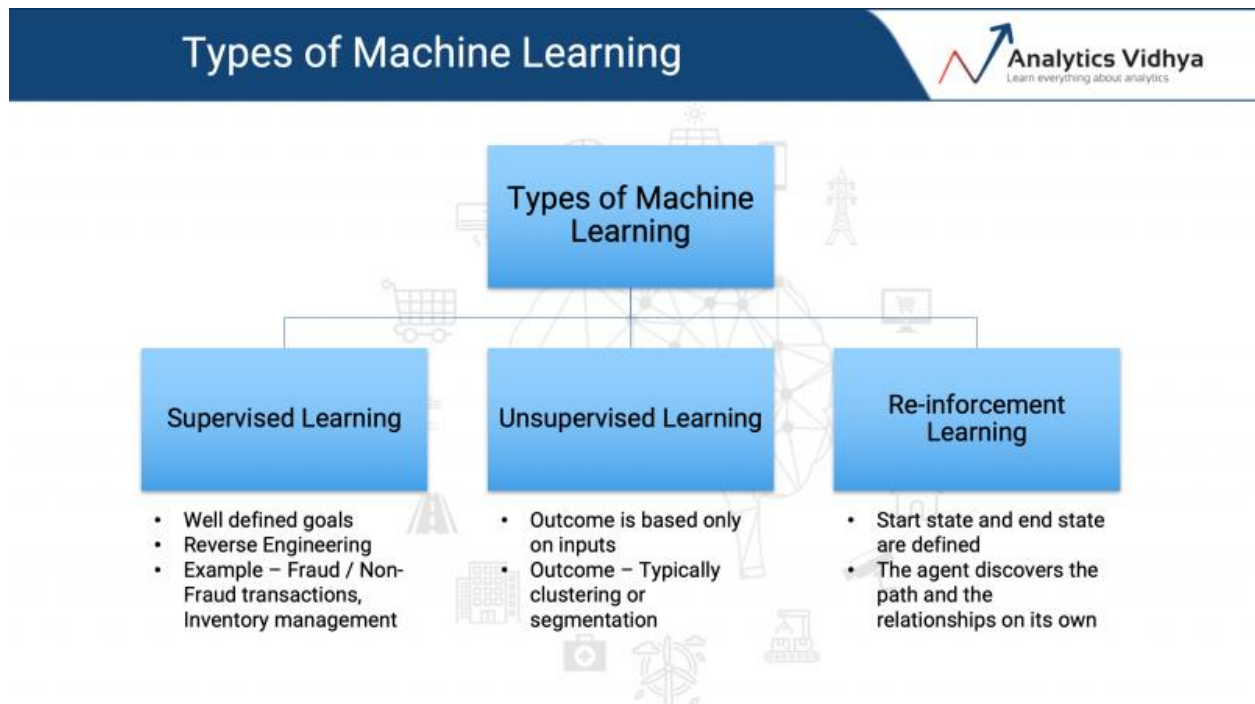 Types of Machine Learning
Analytics Vidhya
Learn everything about analytics
Types of Machine
Learning
Supervised Learning
Unsupervised Learning
Re-inforcement
Learning
• Well defined goals
• Reverse Engineering
• Example – Fraud / Non-
Fraud transactions,
Inventory management
• Outcome is based only
on inputs
• Outcome – Typically
clustering or
segmentation
• Start state and end state
are defined
• The agent discovers the
path and the
relationships on its own